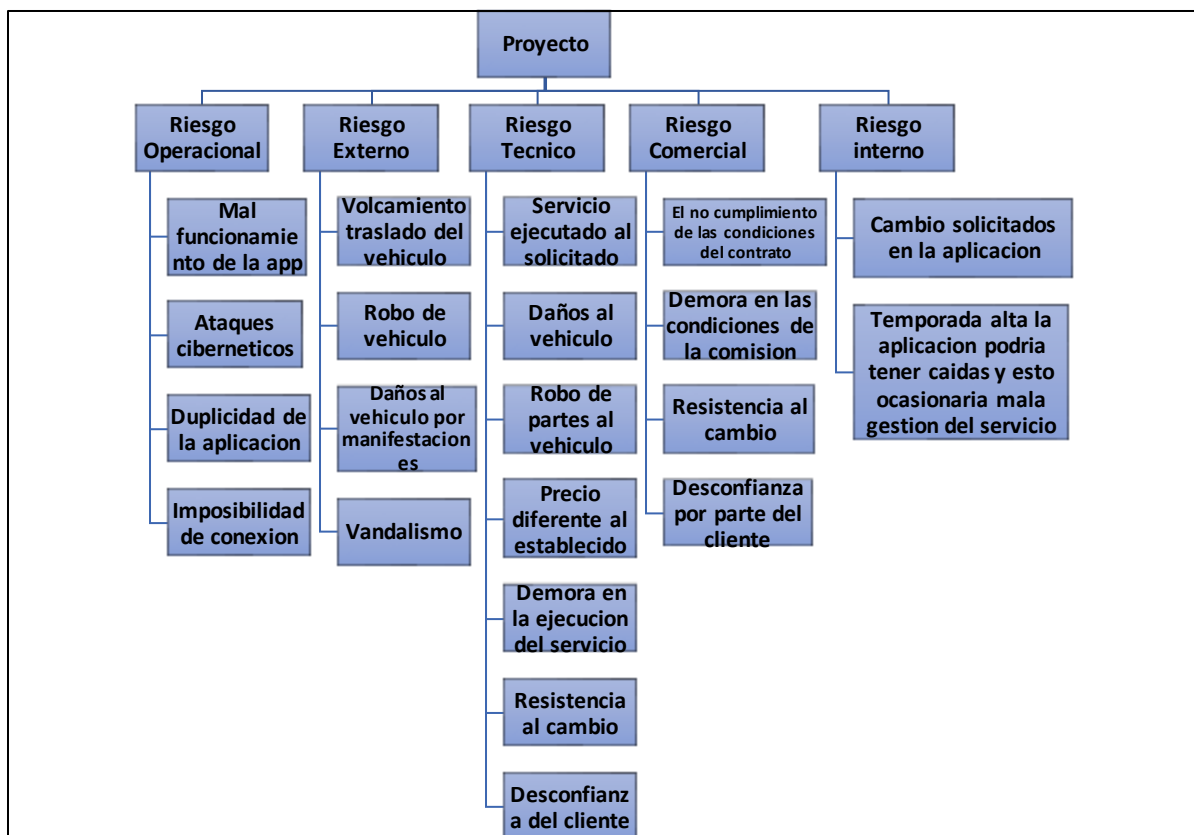 Proyecto
Riesgo
Operacional
Mal
funcionamie
nto de la app
Ataques
ciberneticos
Duplicidad de
la aplicacion
Imposibilidad
de conexion
Riesgo
Externo
Volcamiento
traslado del
vehiculo
Robo de
vehiculo
Daños al
vehiculo por
manifestacion
es
Vandalismo
Riesgo
Tecnico
Servicio
ejecutado al
solicitado
Daños al
vehiculo
Robo de
partes al
vehiculo
Precio
diferente al
establecido
Demora en
la ejecucion
del servicio
Resistencia
al cambio
Desconfianz
a del cliente
Riesgo
Comercial
El no cumplimiento
de las condiciones
del contrato
Demora en las
condiciones de
la comision
Resistencia al
cambio
Desconfianza
por parte del
cliente
Riesgo
interno
Cambio solicitados
en la aplicacion
Temporada alta la
aplicacion podria
tener caidas y esto
ocasionaria mala
gestion del servicio